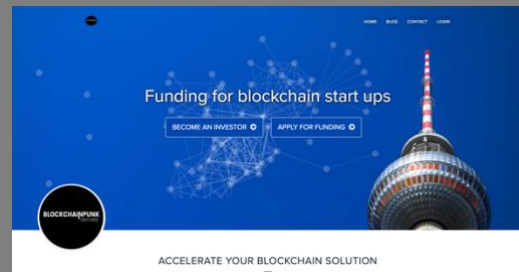 HOME BLOG CONTACT LOGIN
Funding for blockchain start ups
BECOME AN INVESTOR
APPLY FOR FUNDING
BLOCKCHAINPUNK
ACCELERATE YOUR BLOCKCHAIN SOLUTION